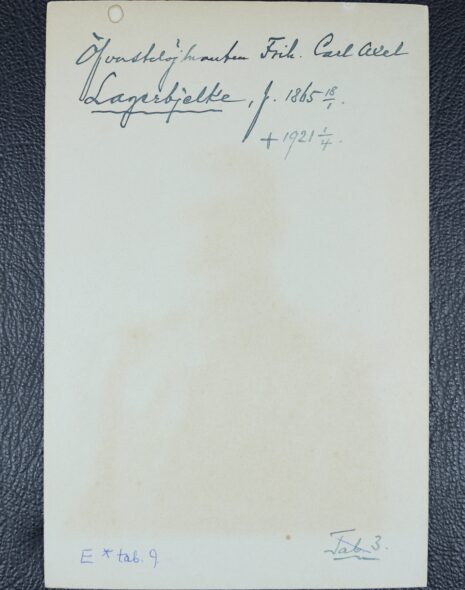 Öfverstelöjtnanten Frih. Carl Axel
Lagerbjelke, f. 1865 18/1.
+ 1921 1/4.
E * tab. 9.
Tab 3.